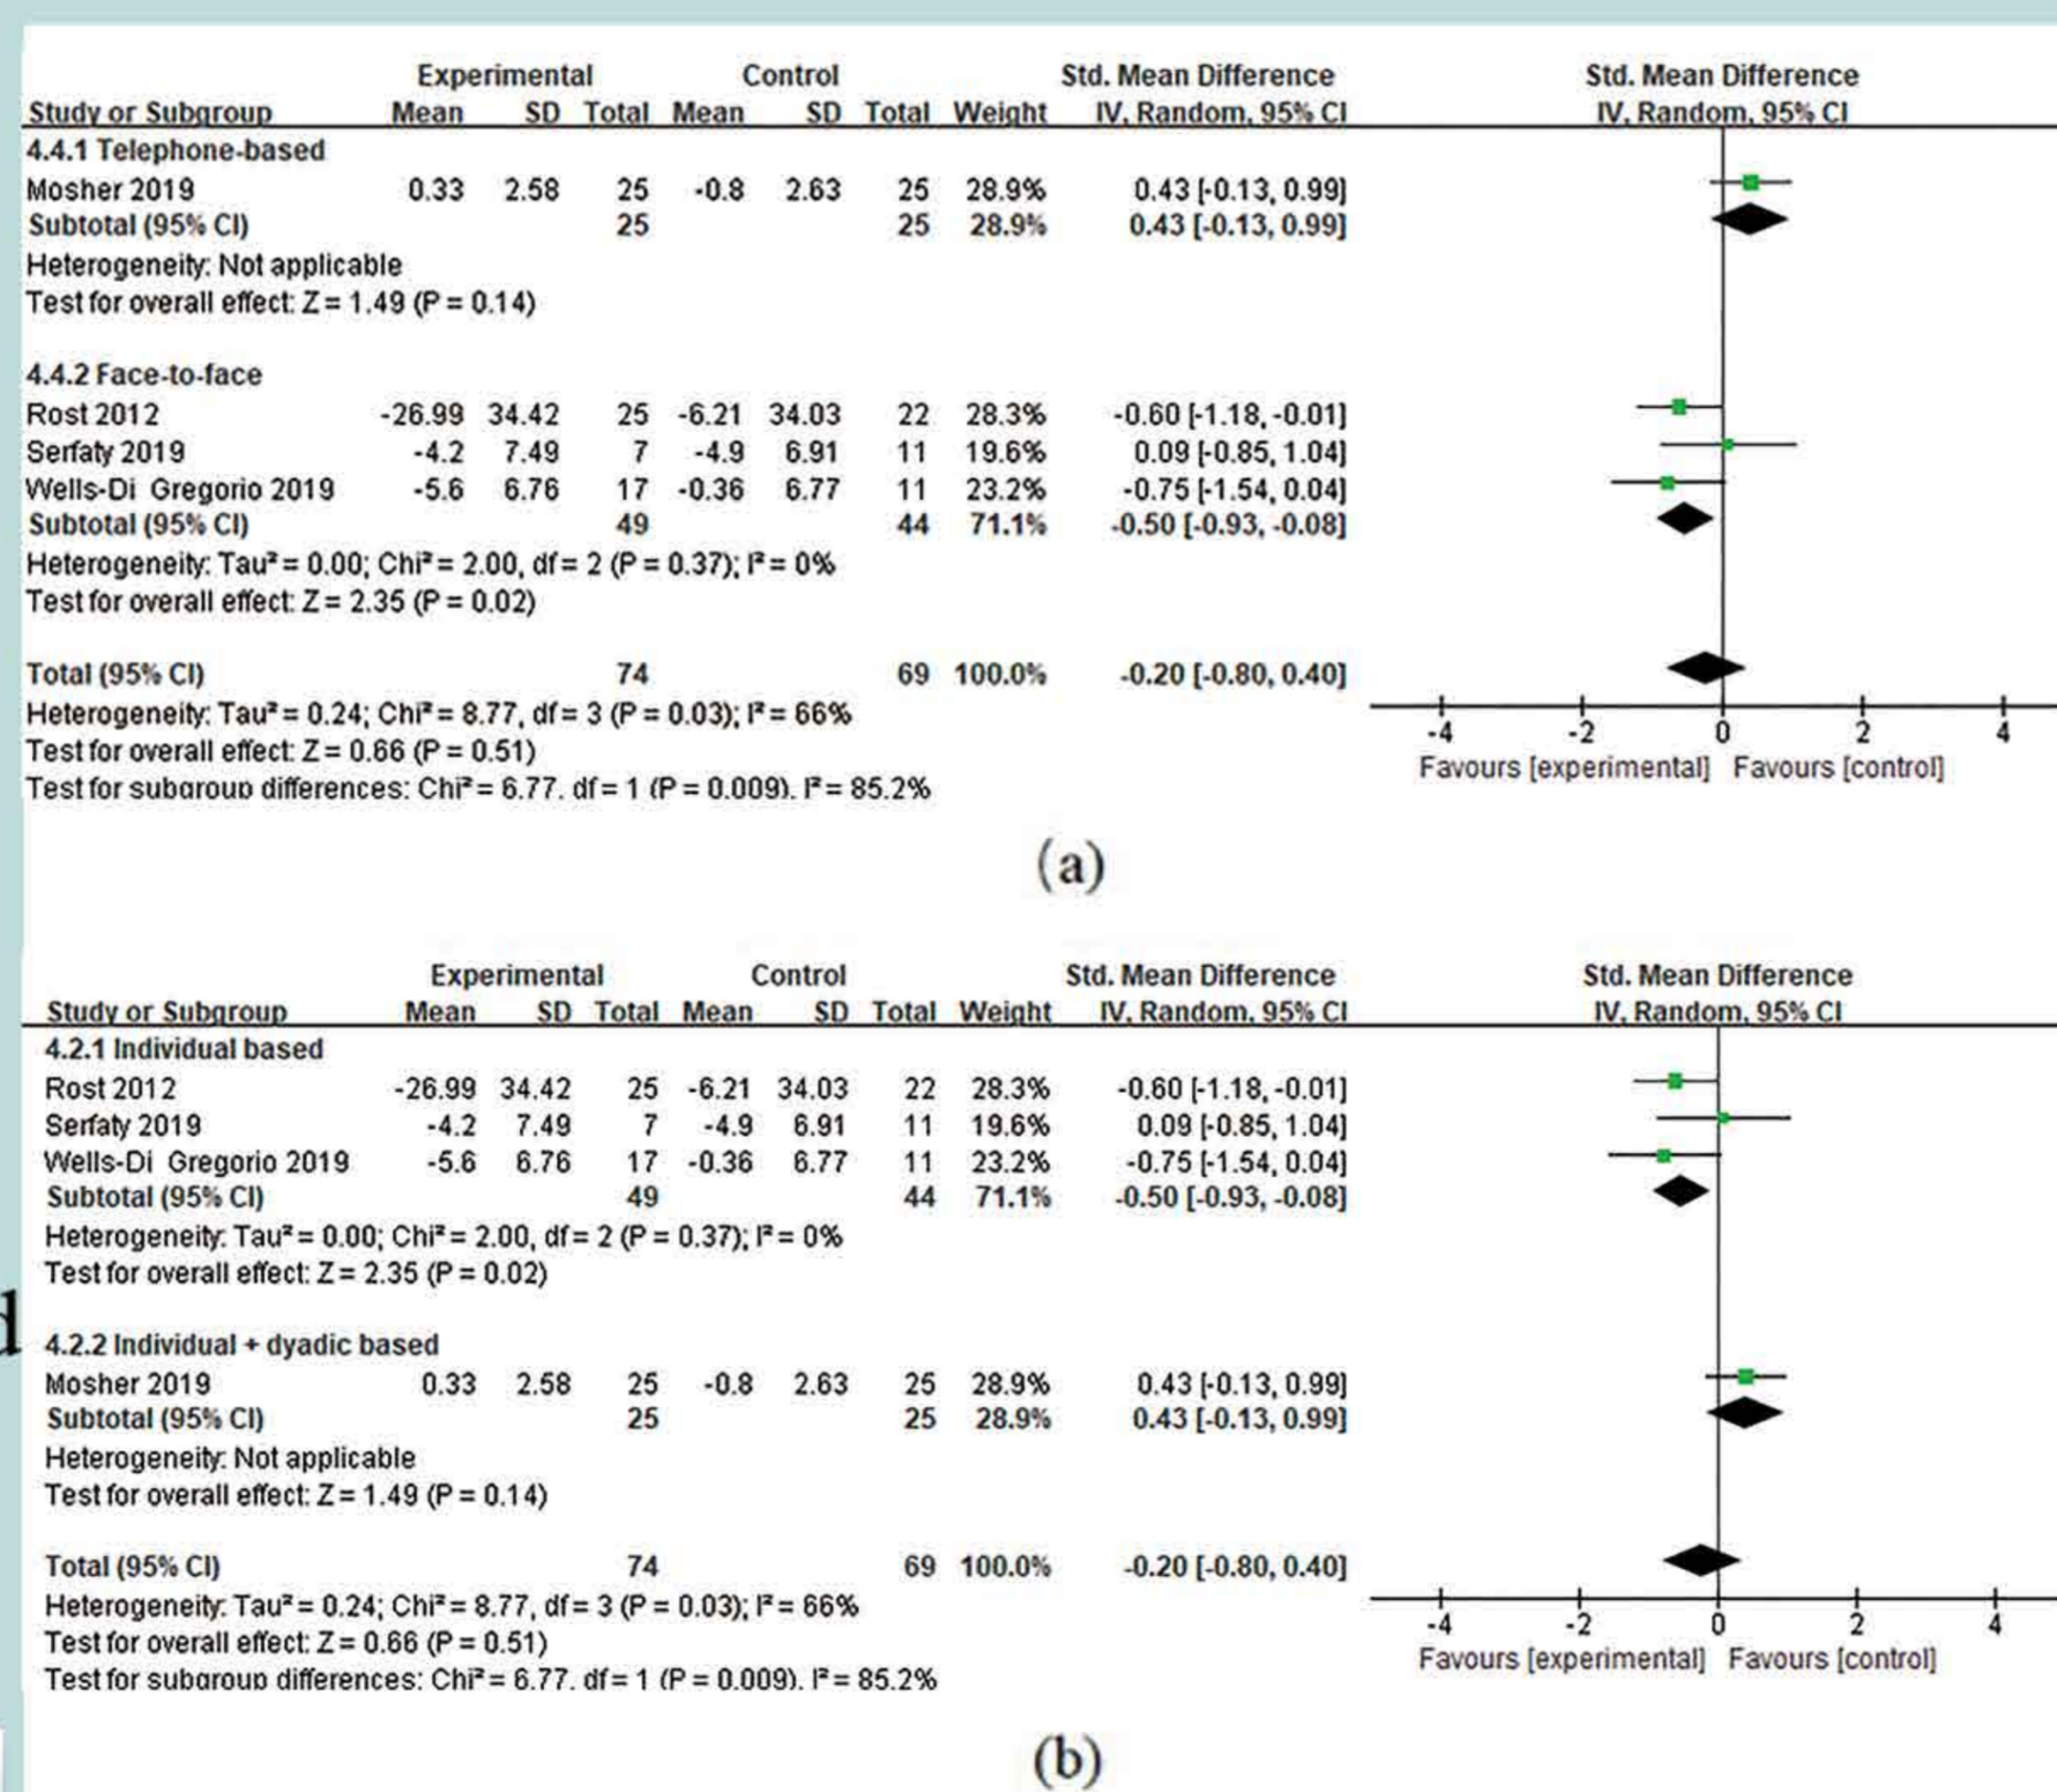 Experimental Control Std. Mean Difference Std. Mean Difference
Study or Subgroup Mean SD Total Mean SD Total Weight IV, Random, 95% CI IV, Random, 95% CI
4.4.1 Telephone-based
Mosher 2019 0.33 2.58 25 -0.8 2.63 25 28.9% 0.43 [-0.13, 0.99]
Subtotal (95% CI) 25 25 28.9% 0.43 [-0.13, 0.99]
Heterogeneity: Not applicable
Test for overall effect: Z = 1.49 (P = 0.14)
4.4.2 Face-to-face
Rost 2012 -26.99 34.42 25 -6.21 34.03 22 28.3% -0.60 [-1.18, -0.01]
Serfaty 2019 -4.2 7.49 7 -4.9 6.91 11 19.6% 0.09 [-0.85, 1.04]
Wells-Di Gregorio 2019 -5.6 6.76 17 -0.36 6.77 11 23.2% -0.75 [-1.54, 0.04]
Subtotal (95% CI) 49 44 71.1% -0.50 [-0.93, -0.08]
Heterogeneity: Tau² = 0.00; Chi² = 2.00, df = 2 (P = 0.37); I² = 0%
Test for overall effect: Z = 2.35 (P = 0.02)
Total (95% CI) 74 69 100.0% -0.20 [-0.80, 0.40]
Heterogeneity: Tau² = 0.24; Chi² = 8.77, df = 3 (P = 0.03); I² = 66%
Test for overall effect: Z = 0.66 (P = 0.51)
Test for subgroup differences: Chi² = 6.77. df = 1 (P = 0.009). I² = 85.2%
-4 -2 0 2 4
Favours [experimental] Favours [control]
(a)
Experimental Control Std. Mean Difference Std. Mean Difference
Study or Subgroup Mean SD Total Mean SD Total Weight IV, Random, 95% CI IV, Random, 95% CI
4.2.1 Individual based
Rost 2012 -26.99 34.42 25 -6.21 34.03 22 28.3% -0.60 [-1.18, -0.01]
Serfaty 2019 -4.2 7.49 7 -4.9 6.91 11 19.6% 0.09 [-0.85, 1.04]
Wells-Di Gregorio 2019 -5.6 6.76 17 -0.36 6.77 11 23.2% -0.75 [-1.54, 0.04]
Subtotal (95% CI) 49 44 71.1% -0.50 [-0.93, -0.08]
Heterogeneity: Tau² = 0.00; Chi² = 2.00, df = 2 (P = 0.37); I² = 0%
Test for overall effect: Z = 2.35 (P = 0.02)
d
4.2.2 Individual + dyadic based
Mosher 2019 0.33 2.58 25 -0.8 2.63 25 28.9% 0.43 [-0.13, 0.99]
Subtotal (95% CI) 25 25 28.9% 0.43 [-0.13, 0.99]
Heterogeneity: Not applicable
Test for overall effect: Z = 1.49 (P = 0.14)
Total (95% CI) 74 69 100.0% -0.20 [-0.80, 0.40]
Heterogeneity: Tau² = 0.24; Chi² = 8.77, df = 3 (P = 0.03); I² = 66%
Test for overall effect: Z = 0.66 (P = 0.51)
Test for subgroup differences: Chi² = 6.77. df = 1 (P = 0.009). I² = 85.2%
-4 -2 0 2 4
Favours [experimental] Favours [control]
(b)